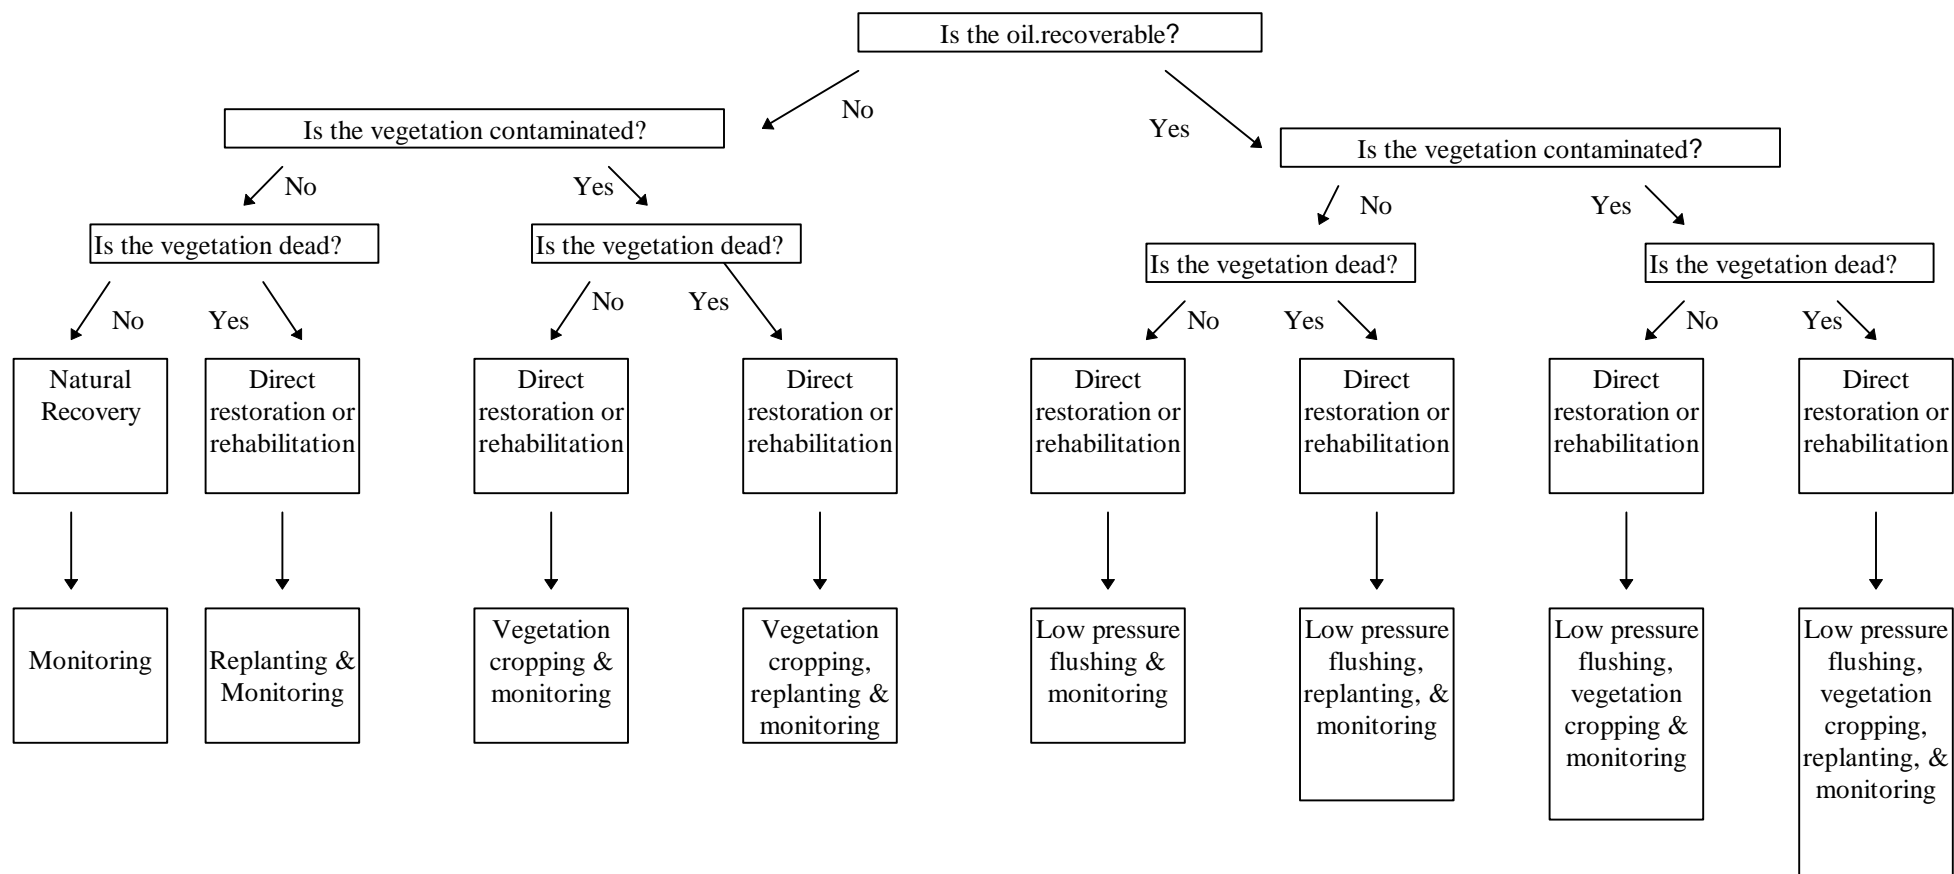 Is the oil.recoverable?
No
Yes
Is the vegetation contaminated?
Is the vegetation contaminated?
No
Yes
No
Yes
Is the vegetation dead?
Is the vegetation dead?
Is the vegetation dead?
Is the vegetation dead?
No
Yes
No
Yes
No
Yes
No
Yes
Natural
Recovery
Direct
restoration or
rehabilitation
Direct
restoration or
rehabilitation
Direct
restoration or
rehabilitation
Direct
restoration or
rehabilitation
Direct
restoration or
rehabilitation
Direct
restoration or
rehabilitation
Direct
restoration or
rehabilitation
Monitoring
Replanting &
Monitoring
Vegetation
cropping &
monitoring
Vegetation
cropping,
replanting &
monitoring
Low pressure
flushing &
monitoring
Low pressure
flushing,
replanting, &
monitoring
Low pressure
flushing,
vegetation
cropping &
monitoring
Low pressure
flushing,
vegetation
cropping,
replanting, &
monitoring